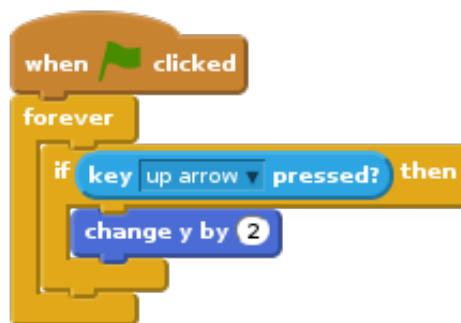 when clicked
forever
if key up arrow pressed? then
change y by 2